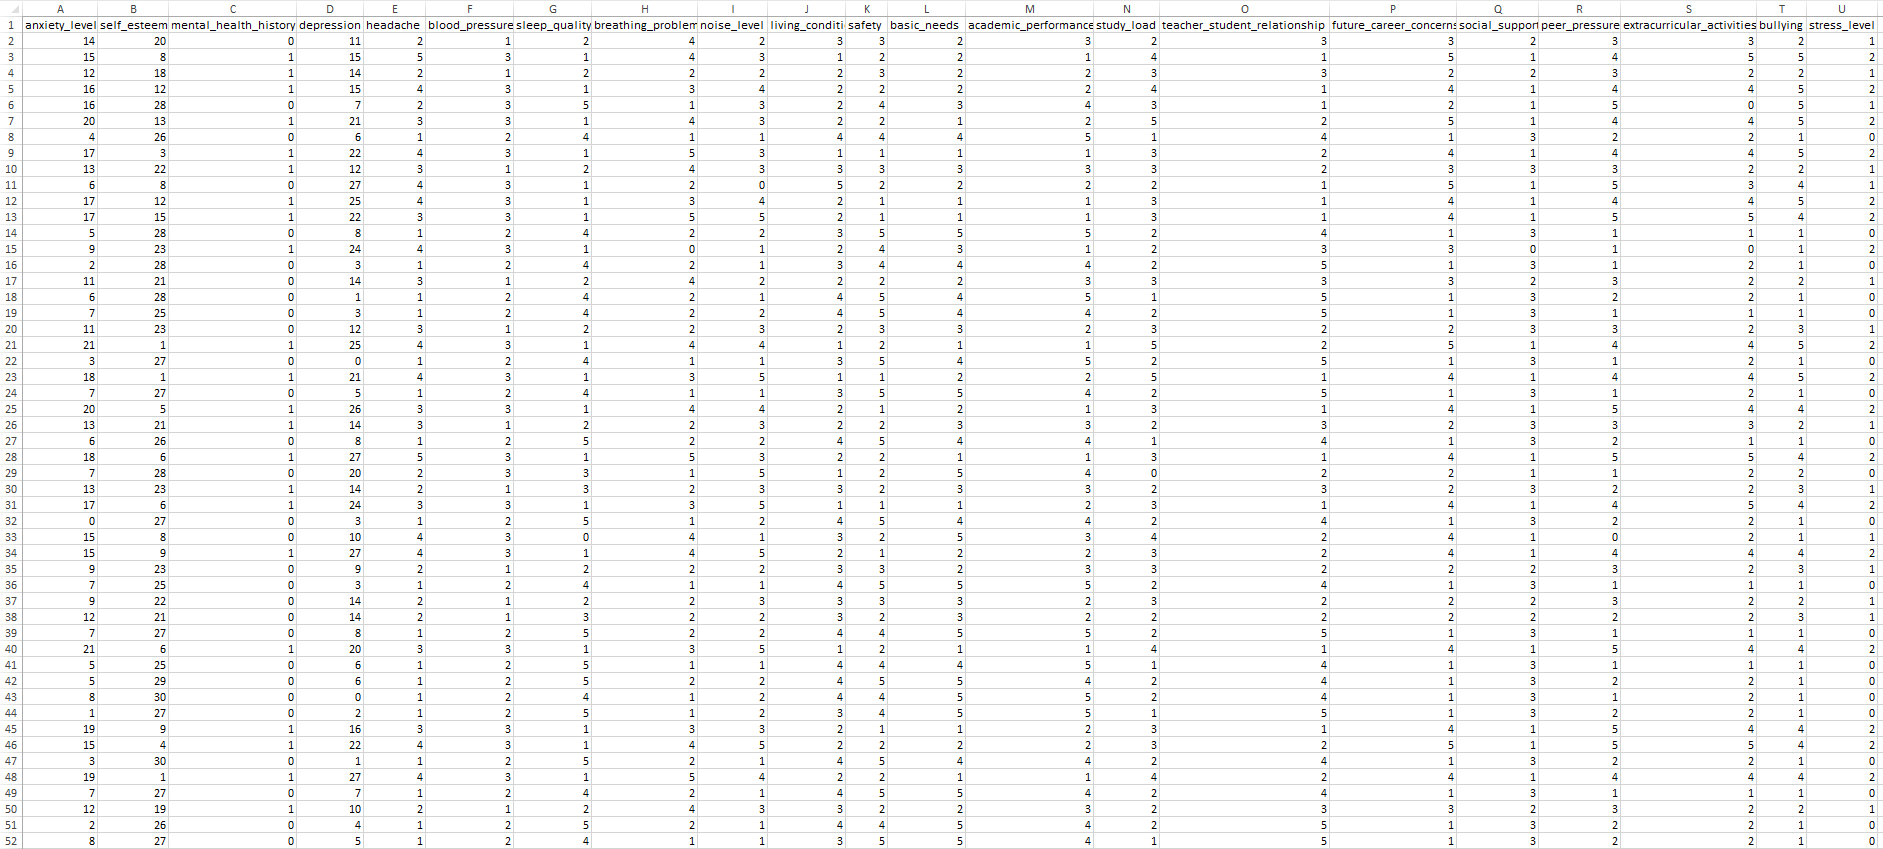 A B C D E F G H I J K L M N O P Q R S T U
1 anxiety_level self_esteem mental_health_history depression headache blood_pressure sleep_quality breathing_problem noise_level living_conditi safety basic_needs academic_performance study_load teacher_student_relationship future_career_concerns social_support peer_pressure extracurricular_activities bullying stress_level
2 14 20 0 11 2 1 2 4 2 3 3 2 3 2 3 3 2 3 3 2 1
3 15 8 1 15 5 3 1 4 3 1 2 2 1 4 1 5 1 4 5 5 2
4 12 18 1 14 2 1 2 2 2 2 3 2 2 3 3 2 2 3 2 2 1
5 16 12 1 15 4 3 1 3 4 2 2 2 2 4 1 4 1 4 4 5 2
6 16 28 0 7 2 3 5 1 3 2 4 3 4 3 1 2 1 5 0 5 1
7 20 13 1 21 3 3 1 4 3 2 2 1 2 5 2 5 1 4 4 5 2
8 4 26 0 6 1 2 4 1 1 4 4 4 5 1 4 1 3 2 2 1 0
9 17 3 1 22 4 3 1 5 3 1 1 1 1 3 2 4 1 4 4 5 2
10 13 22 1 12 3 1 2 4 3 3 3 3 3 3 2 3 3 3 2 2 1
11 6 8 0 27 4 3 1 2 0 5 2 2 2 2 1 5 1 5 3 4 1
12 17 12 1 25 4 3 1 3 4 2 1 1 1 3 1 4 1 4 4 5 2
13 17 15 1 22 3 3 1 5 5 2 1 1 1 3 1 4 1 5 5 4 2
14 5 28 0 8 1 2 4 2 2 3 5 5 5 2 4 1 3 1 1 1 0
15 9 23 1 24 4 3 1 0 1 2 4 3 1 2 3 3 0 1 0 1 2
16 2 28 0 3 1 2 4 2 1 3 4 4 4 2 5 1 3 1 2 1 0
17 11 21 0 14 3 1 2 4 2 2 2 2 3 3 3 3 2 3 2 2 1
18 6 28 0 1 1 2 4 2 1 4 5 4 5 1 5 1 3 2 2 1 0
19 7 25 0 3 1 2 4 2 2 4 5 4 4 2 5 1 3 1 1 1 0
20 11 23 0 12 3 1 2 2 3 2 3 3 2 3 2 2 3 3 2 3 1
21 21 1 1 25 4 3 1 4 4 1 2 1 1 5 2 5 1 4 4 5 2
22 3 27 0 0 1 2 4 1 1 3 5 4 5 2 5 1 3 1 2 1 0
23 18 1 1 21 4 3 1 3 5 1 1 2 2 5 1 4 1 4 4 5 2
24 7 27 0 5 1 2 4 1 1 3 5 5 4 2 5 1 3 1 2 1 0
25 20 5 1 26 3 3 1 4 4 2 1 2 1 3 1 4 1 5 4 4 2
26 13 21 1 14 3 1 2 2 3 2 2 3 3 2 3 2 3 3 3 2 1
27 6 26 0 8 1 2 5 2 2 4 5 4 4 1 4 1 3 2 1 1 0
28 18 6 1 27 5 3 1 5 3 2 2 1 1 3 1 4 1 5 5 4 2
29 7 28 0 20 2 3 3 1 5 1 2 5 4 0 2 2 1 1 2 2 0
30 13 23 1 14 2 1 3 2 3 3 2 3 3 2 3 2 3 2 2 3 1
31 17 6 1 24 3 3 1 3 5 1 1 1 2 3 1 4 1 4 5 4 2
32 0 27 0 3 1 2 5 1 2 4 5 4 4 2 4 1 3 2 2 1 0
33 15 8 0 10 4 3 0 4 1 3 2 5 3 4 2 4 1 0 2 1 1
34 15 9 1 27 4 3 1 4 5 2 1 2 2 3 2 4 1 4 4 4 2
35 9 23 0 9 2 1 2 2 2 3 3 2 3 3 2 2 2 3 2 3 1
36 7 25 0 3 1 2 4 1 1 4 5 5 5 2 4 1 3 1 1 1 0
37 9 22 0 14 2 1 2 2 3 3 3 3 2 3 2 2 2 3 2 2 1
38 12 21 0 14 2 1 3 2 2 3 2 3 2 2 2 2 2 2 2 3 1
39 7 27 0 8 1 2 5 2 2 4 4 5 5 2 5 1 3 1 1 1 0
40 21 6 1 20 3 3 1 3 5 1 2 1 1 4 1 4 1 5 4 4 2
41 5 25 0 6 1 2 5 1 1 4 4 4 5 1 4 1 3 1 1 1 0
42 5 29 0 6 1 2 5 2 2 4 5 5 4 2 4 1 3 2 2 1 0
43 8 30 0 0 1 2 4 1 2 4 4 5 5 2 4 1 3 1 2 1 0
44 1 27 0 2 1 2 5 1 2 3 4 5 5 1 5 1 3 2 2 1 0
45 19 9 1 16 3 3 1 3 3 2 1 1 2 3 1 4 1 5 4 4 2
46 15 4 1 22 4 3 1 4 5 2 2 2 2 3 2 5 1 5 5 4 2
47 3 30 0 1 1 2 5 2 1 4 5 4 4 2 4 1 3 2 2 1 0
48 19 1 1 27 4 3 1 5 4 2 2 1 1 4 2 4 1 4 4 4 2
49 7 27 0 7 1 2 4 2 1 4 5 5 4 2 4 1 3 1 1 1 0
50 12 19 1 10 2 1 2 4 3 3 2 2 3 2 3 3 2 3 2 2 1
51 2 26 0 4 1 2 5 2 1 4 4 5 4 2 5 1 3 2 2 1 0
52 8 27 0 5 1 2 4 1 1 3 5 5 4 1 5 1 3 2 2 1 0